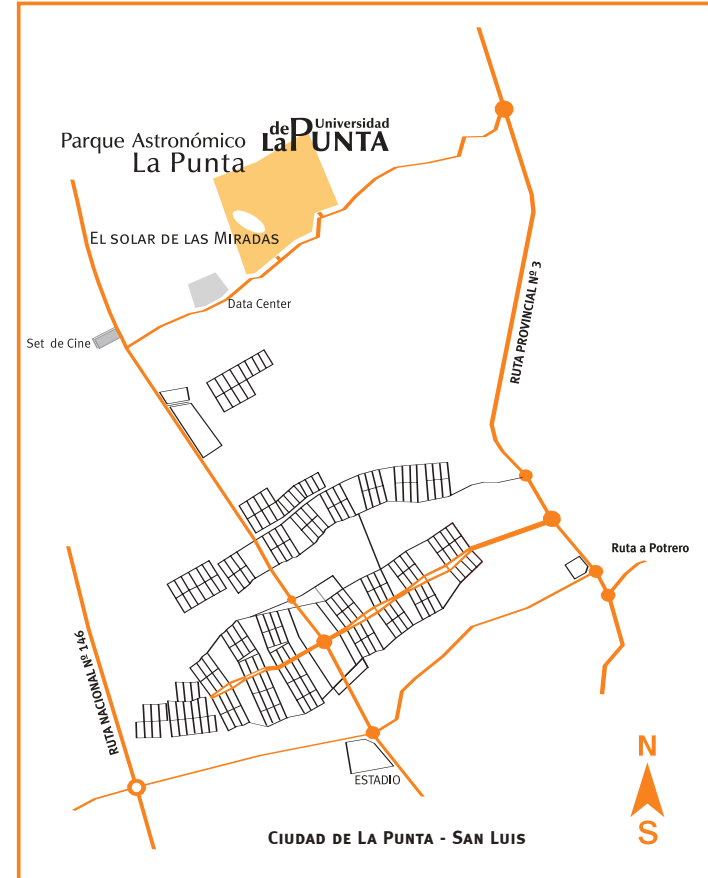 Parque Astronómico
La Punta
Universidad
de La PUNTA
EL SOLAR DE LAS MIRADAS
Data Center
Set de Cine
RUTA PROVINCIAL Nº 3
Ruta a Potrero
RUTA NACIONAL Nº 146
ESTADIO
N
S
CIUDAD DE LA PUNTA - SAN LUIS